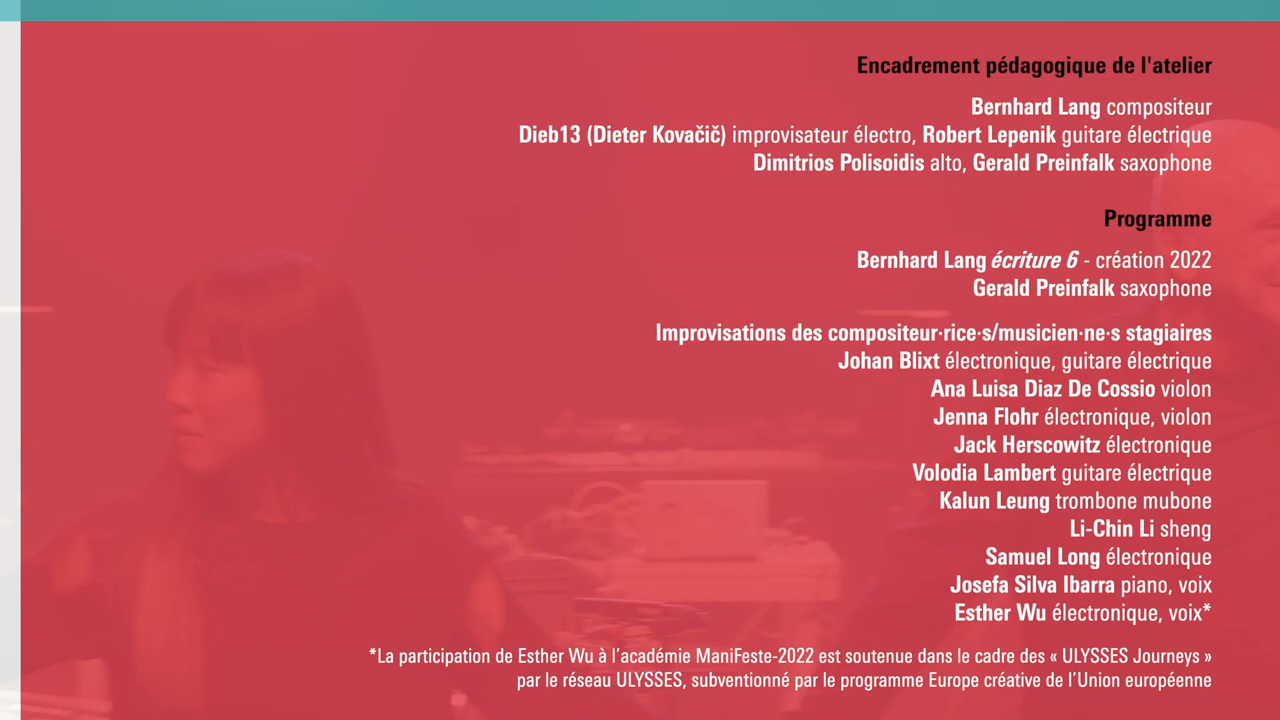 Encadrement pédagogique de l'atelier
Bernhard Lang compositeur
Dieb13 (Dieter Kovačič) improvisateur électro, Robert Lepenik guitare électrique
Dimitrios Polisoidis alto, Gerald Preinfalk saxophone
Programme
Bernhard Lang écriture 6 - création 2022
Gerald Preinfalk saxophone
Improvisations des compositeur·rice·s/musicien·ne·s stagiaires
Johan Blixt électronique, guitare électrique
Ana Luisa Diaz De Cossio violon
Jenna Flohr électronique, violon
Jack Herscowitz électronique
Volodia Lambert guitare électrique
Kalun Leung trombone mubone
Li-Chin Li sheng
Samuel Long électronique
Josefa Silva Ibarra piano, voix
Esther Wu électronique, voix*
*La participation de Esther Wu à l’académie ManiFeste-2022 est soutenue dans le cadre des « ULYSSES Journeys »
par le réseau ULYSSES, subventionné par le programme Europe créative de l’Union européenne